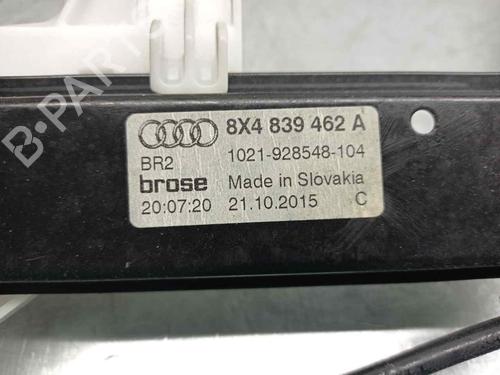 B-PARTS
8X4 839 462 A
BR2 1021-928548-104
brose Made in Slovakia
20:07:20 21.10.2015 C